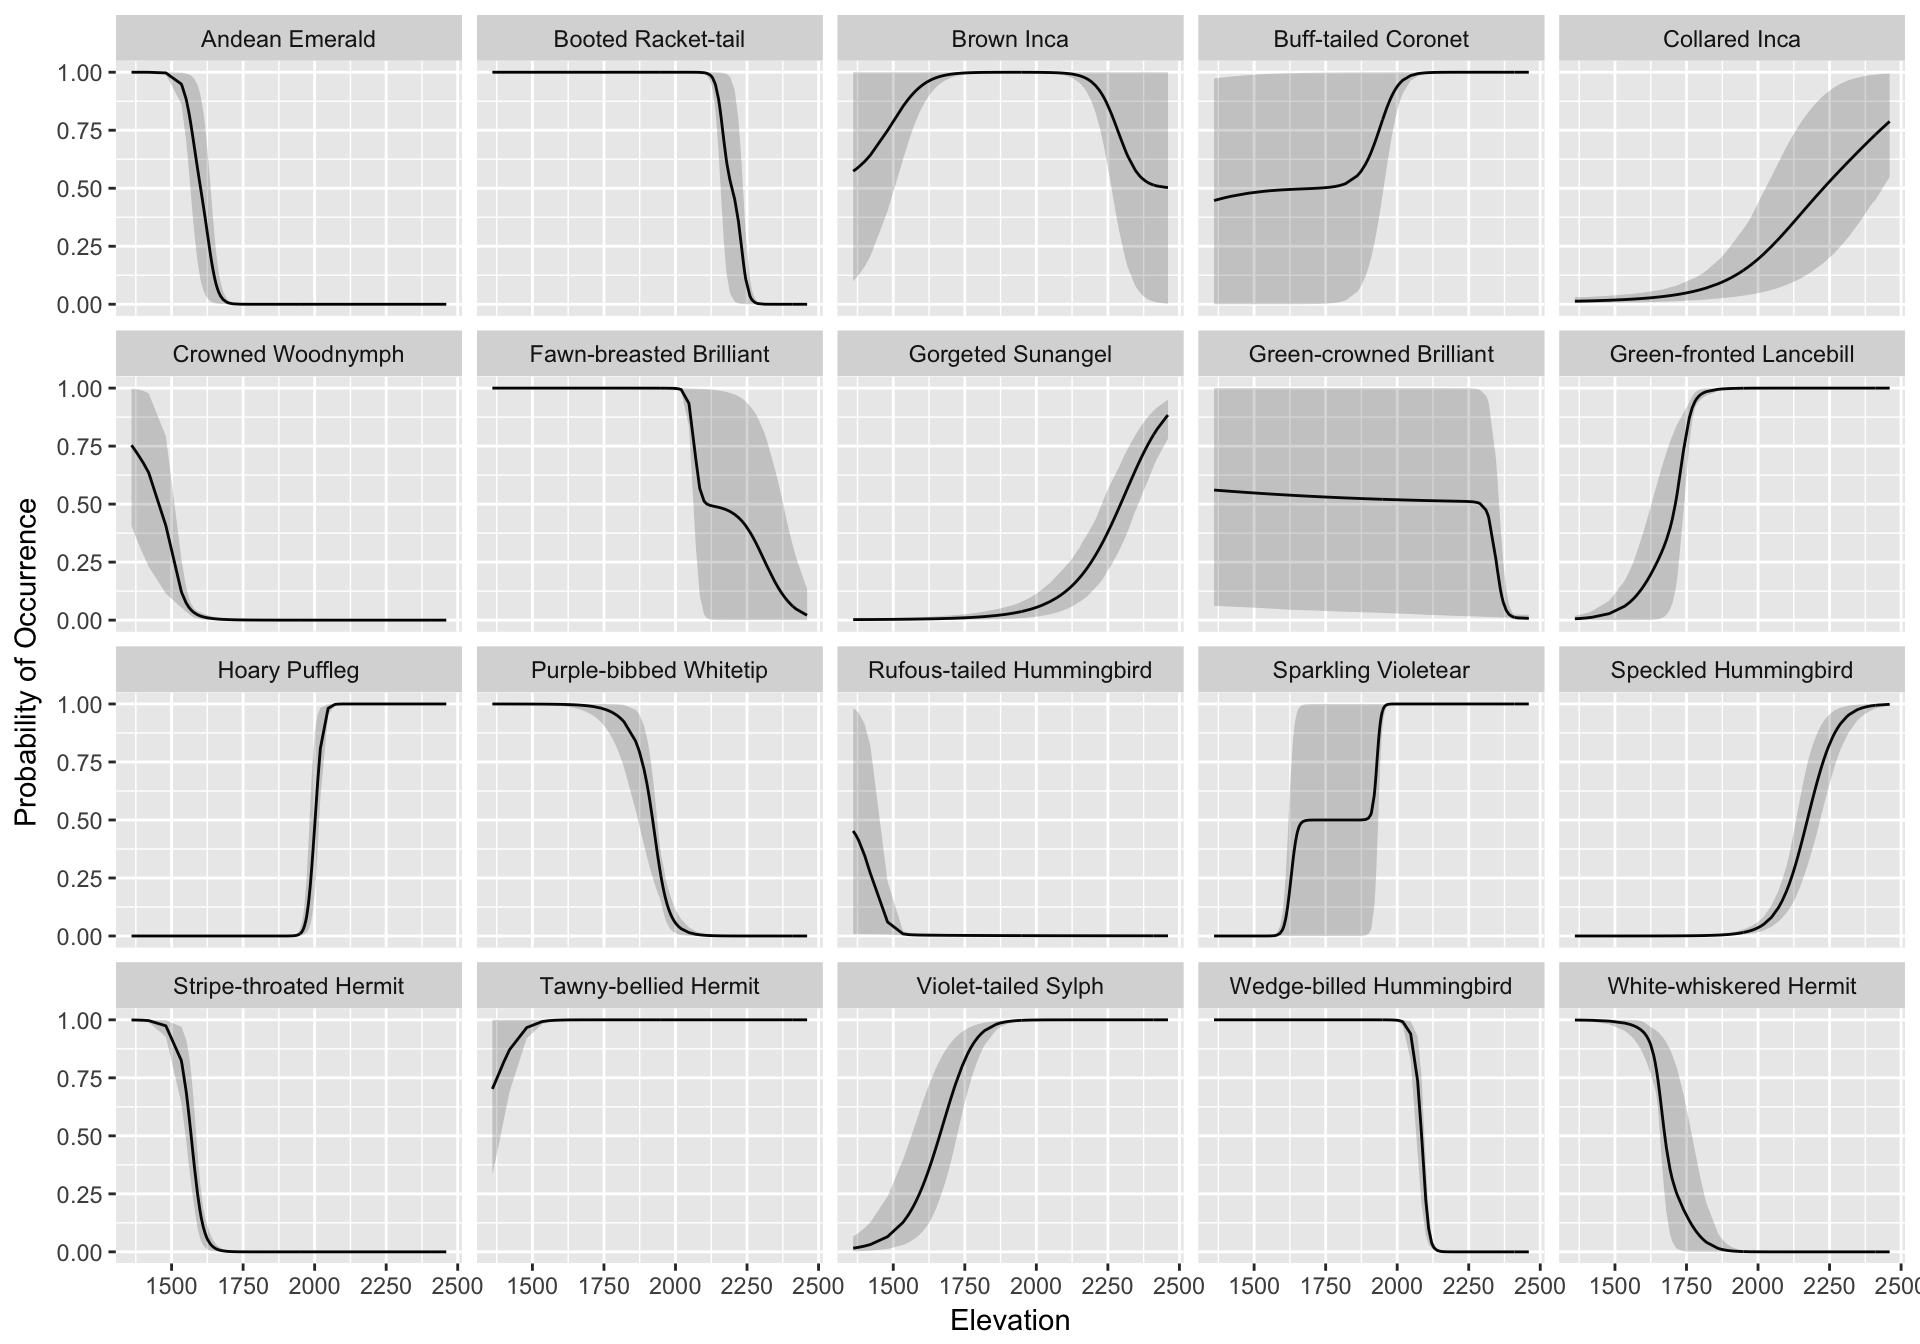 Andean Emerald Booted Racket-tail Brown Inca Buff-tailed Coronet Collared Inca
1.00
0.75
0.50
0.25
0.00
Crowned Woodnymph Fawn-breasted Brilliant Gorgeted Sunangel Green-crowned Brilliant Green-fronted Lancebill
1.00
0.75
0.50
0.25
0.00
Hoary Puffleg Purple-bibbed Whitetip Rufous-tailed Hummingbird Sparkling Violetear Speckled Hummingbird
1.00
0.75
0.50
0.25
0.00
Stripe-throated Hermit Tawny-bellied Hermit Violet-tailed Sylph Wedge-billed Hummingbird White-whiskered Hermit
1.00
0.75
0.50
0.25
0.00
1500 1750 2000 2250 2500 1500 1750 2000 2250 2500 1500 1750 2000 2250 2500 1500 1750 2000 2250 2500 1500 1750 2000 2250 2500
Elevation
Probability of Occurrence